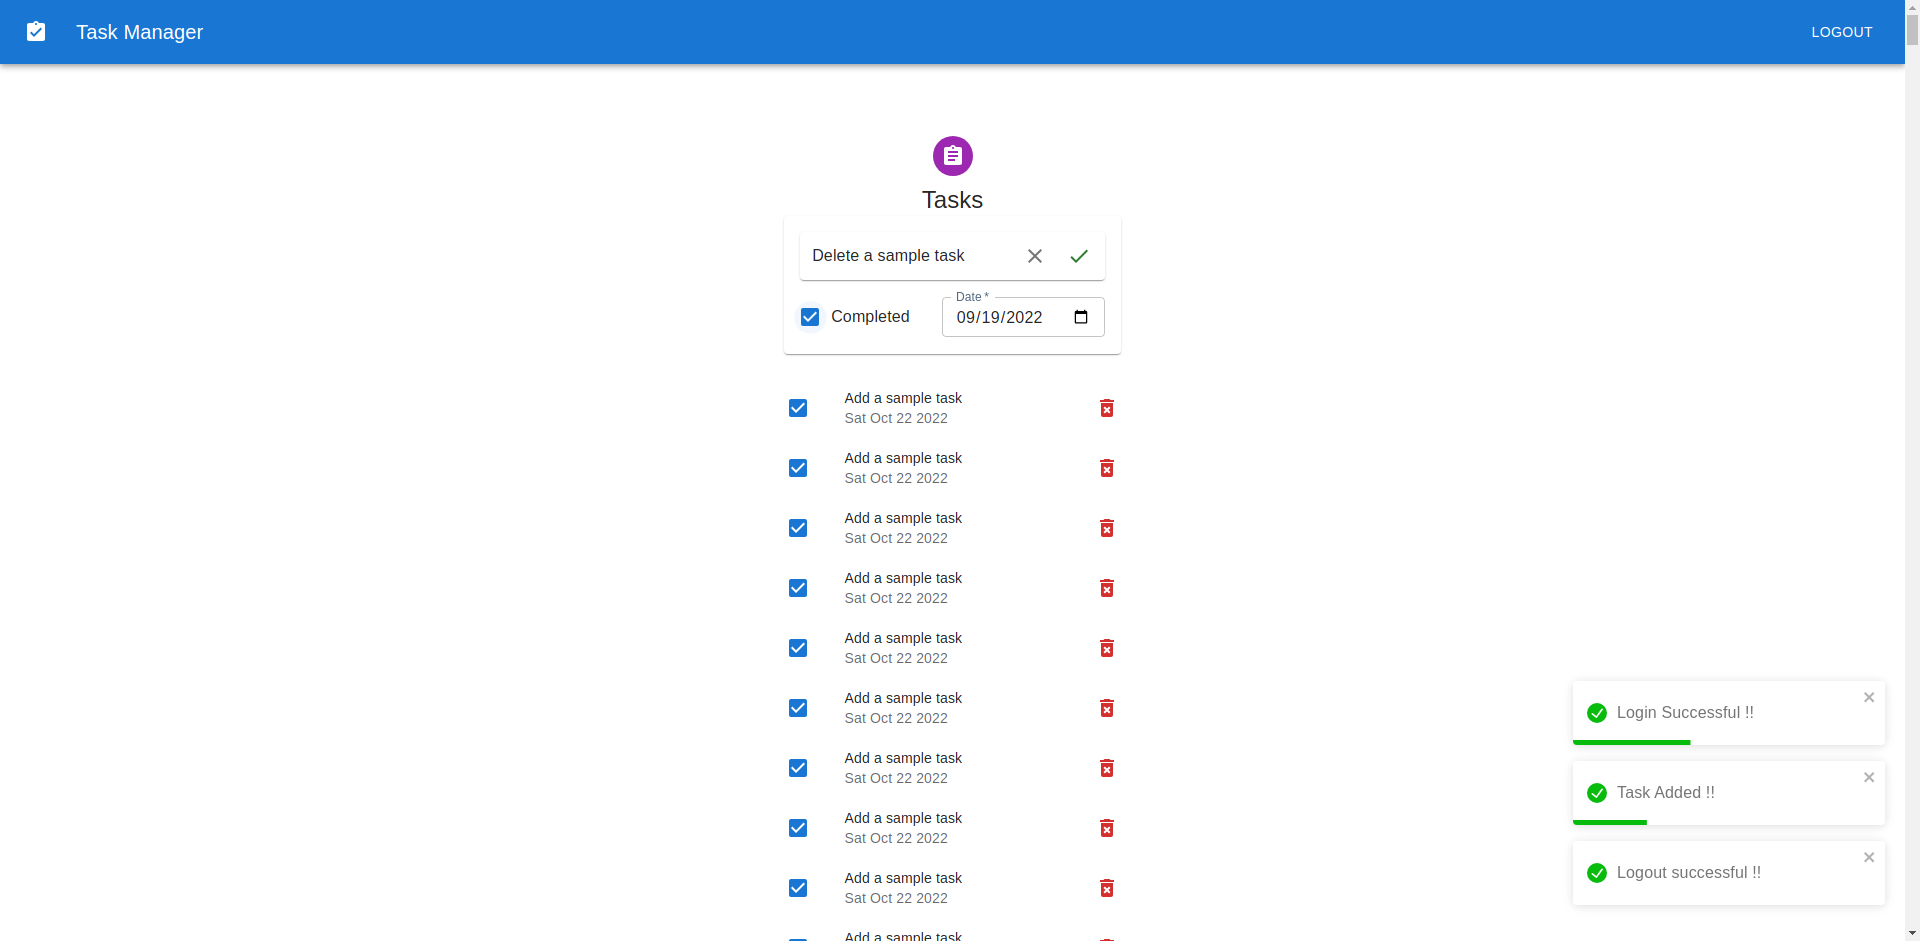 Task Manager
LOGOUT
Tasks
Delete a sample task
Date *
Completed
09/19/2022
Add a sample task
Sat Oct 22 2022
Add a sample task
Sat Oct 22 2022
Add a sample task
Sat Oct 22 2022
Add a sample task
Sat Oct 22 2022
Add a sample task
Sat Oct 22 2022
Add a sample task
Sat Oct 22 2022
Add a sample task
Sat Oct 22 2022
Add a sample task
Sat Oct 22 2022
Add a sample task
Sat Oct 22 2022
Add a sample task
Login Successful !!
Task Added !!
Logout successful !!